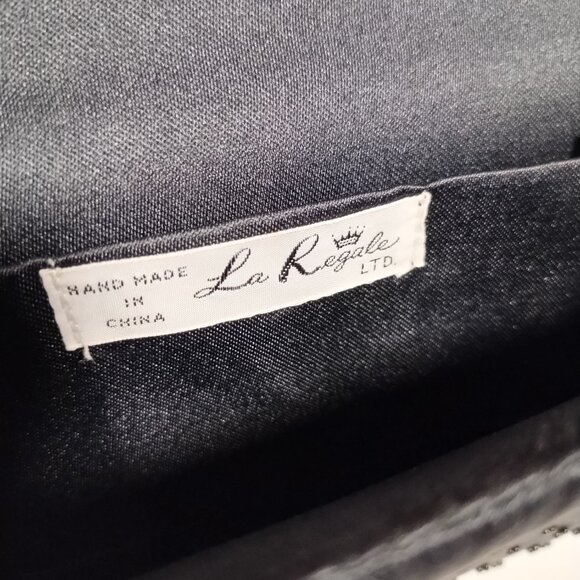 HAND MADE
IN
CHINA
La Regale
LTD.